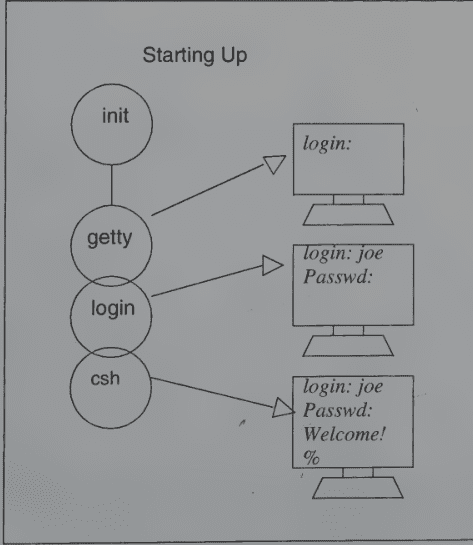 Starting Up
init
getty
login
csh
login:
login: joe
Passwd:
login: joe
Passwd:
Welcome!
%